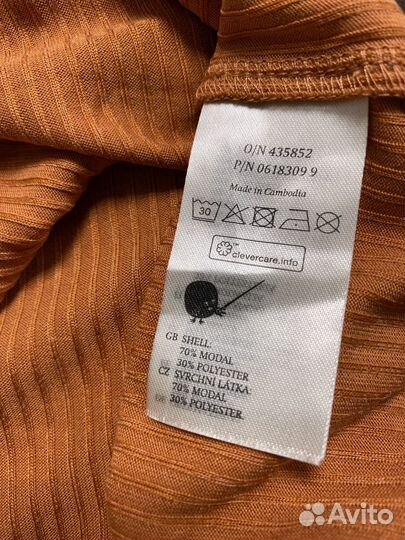 O/N 435852
P/N 0618309 9
Made in Cambodia
30
clevercare.info
GB SHELL:
70% MODAL
30% POLYESTER
CZ SVRCHNÍ LÁTKA:
70% MODAL
30% POLYESTER
Avito